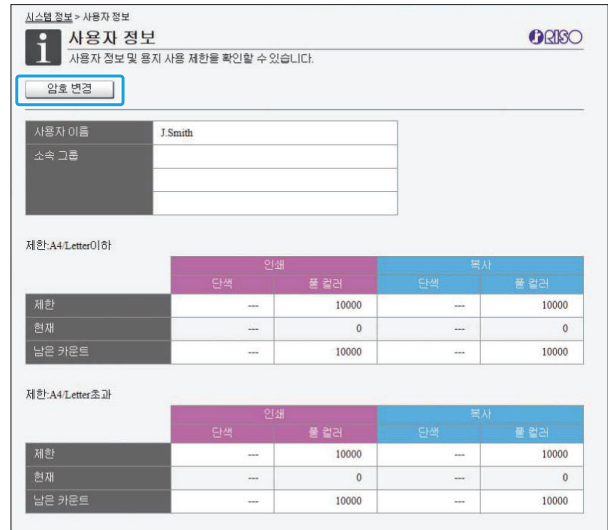 시스템 정보 > 사용자 정보
i 사용자 정보
RISO
사용자 정보 및 용지 사용 제한을 확인할 수 있습니다.
암호 변경
사용자 이름 J.Smith
소속 그룹
제한:A4/Letter이하
인쇄 복사
단색 풀 컬러 단색 풀 컬러
제한 --- 10000 --- 10000
현재 --- 0 --- 0
남은 카운트 --- 10000 --- 10000
제한:A4/Letter초과
인쇄 복사
단색 풀 컬러 단색 풀 컬러
제한 --- 10000 --- 10000
현재 --- 0 --- 0
남은 카운트 --- 10000 --- 10000